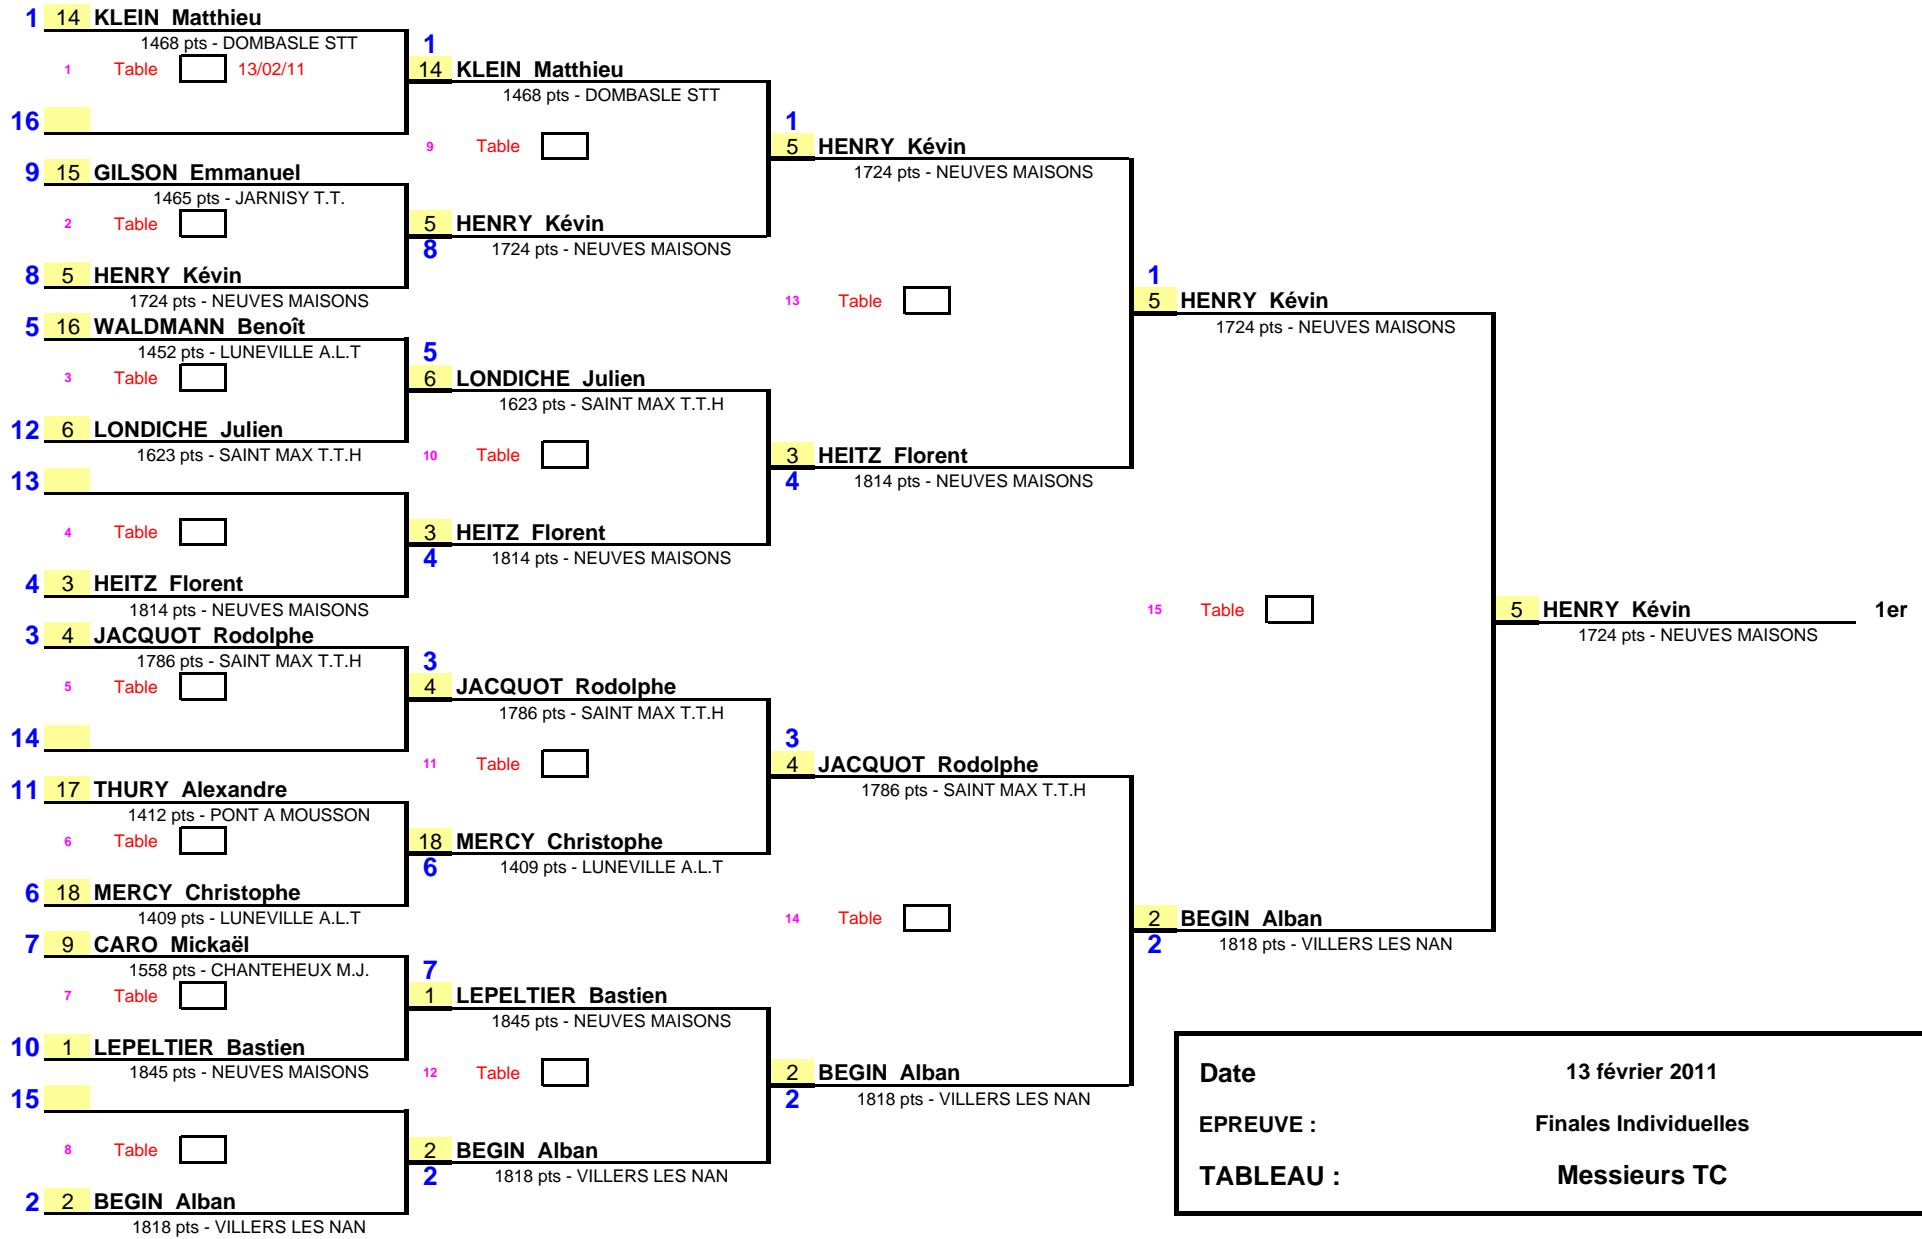 1 14 KLEIN Matthieu
1468 pts - DOMBASLE STT
1 Table 13/02/11
16
9 15 GILSON Emmanuel
1465 pts - JARNISY T.T.
2 Table
8 5 HENRY Kévin
1724 pts - NEUVES MAISONS
5 16 WALDMANN Benoît
1452 pts - LUNEVILLE A.L.T
3 Table
12 6 LONDICHE Julien
1623 pts - SAINT MAX T.T.H
13
4 Table
4 3 HEITZ Florent
1814 pts - NEUVES MAISONS
3 4 JACQUOT Rodolphe
1786 pts - SAINT MAX T.T.H
5 Table
14
11 17 THURY Alexandre
1412 pts - PONT A MOUSSON
6 Table
6 18 MERCY Christophe
1409 pts - LUNEVILLE A.L.T
7 9 CARO Mickaël
1558 pts - CHANTEHEUX M.J.
7 Table
10 1 LEPELTIER Bastien
1845 pts - NEUVES MAISONS
15
8 Table
2 2 BEGIN Alban
1818 pts - VILLERS LES NAN
1
14 KLEIN Matthieu
1468 pts - DOMBASLE STT
9 Table
5 HENRY Kévin
8 1724 pts - NEUVES MAISONS
5
6 LONDICHE Julien
1623 pts - SAINT MAX T.T.H
10 Table
3 HEITZ Florent
4 1814 pts - NEUVES MAISONS
3
4 JACQUOT Rodolphe
1786 pts - SAINT MAX T.T.H
11 Table
18 MERCY Christophe
6 1409 pts - LUNEVILLE A.L.T
7
1 LEPELTIER Bastien
1845 pts - NEUVES MAISONS
12 Table
2 BEGIN Alban
2 1818 pts - VILLERS LES NAN
1
5 HENRY Kévin
1724 pts - NEUVES MAISONS
13 Table
3 HEITZ Florent
4 1814 pts - NEUVES MAISONS
3
4 JACQUOT Rodolphe
1786 pts - SAINT MAX T.T.H
14 Table
2 BEGIN Alban
2 1818 pts - VILLERS LES NAN
1
5 HENRY Kévin
1724 pts - NEUVES MAISONS
15 Table
2 BEGIN Alban
2 1818 pts - VILLERS LES NAN
5 HENRY Kévin 1er
1724 pts - NEUVES MAISONS
Date 13 février 2011
EPREUVE : Finales Individuelles
TABLEAU : Messieurs TC